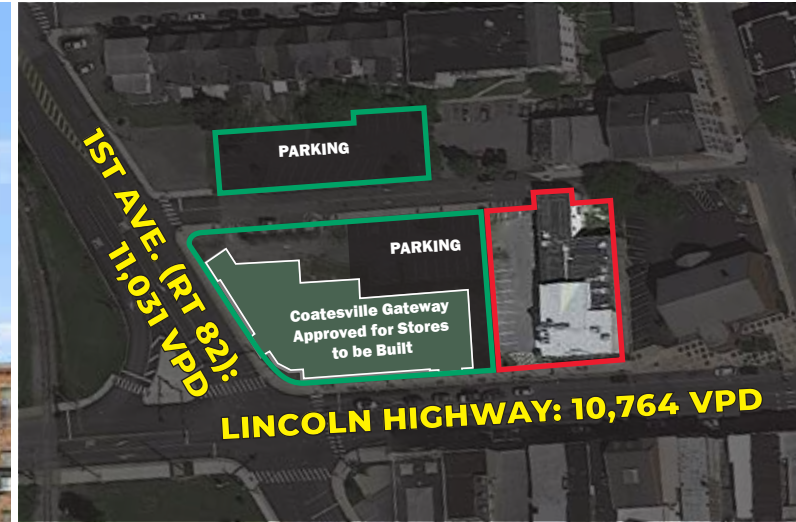 PARKING
1ST AVE. (RT 82):
11,031 VPD
PARKING
Coatesville Gateway
Approved for Stores
to be Built
LINCOLN HIGHWAY: 10,764 VPD